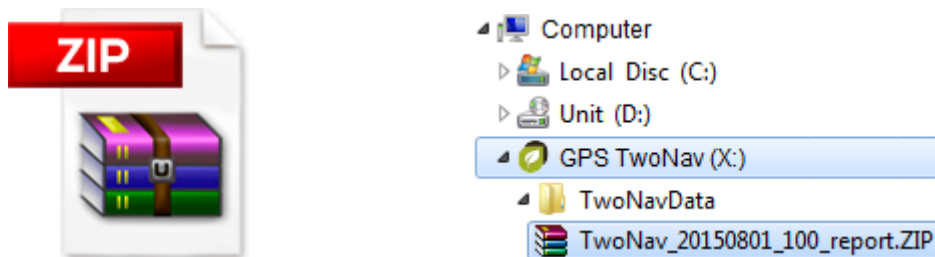 ZIP
U
Computer
Local Disc (C:)
Unit (D:)
GPS TwoNav (X:)
TwoNavData
TwoNav_20150801_100_report.ZIP